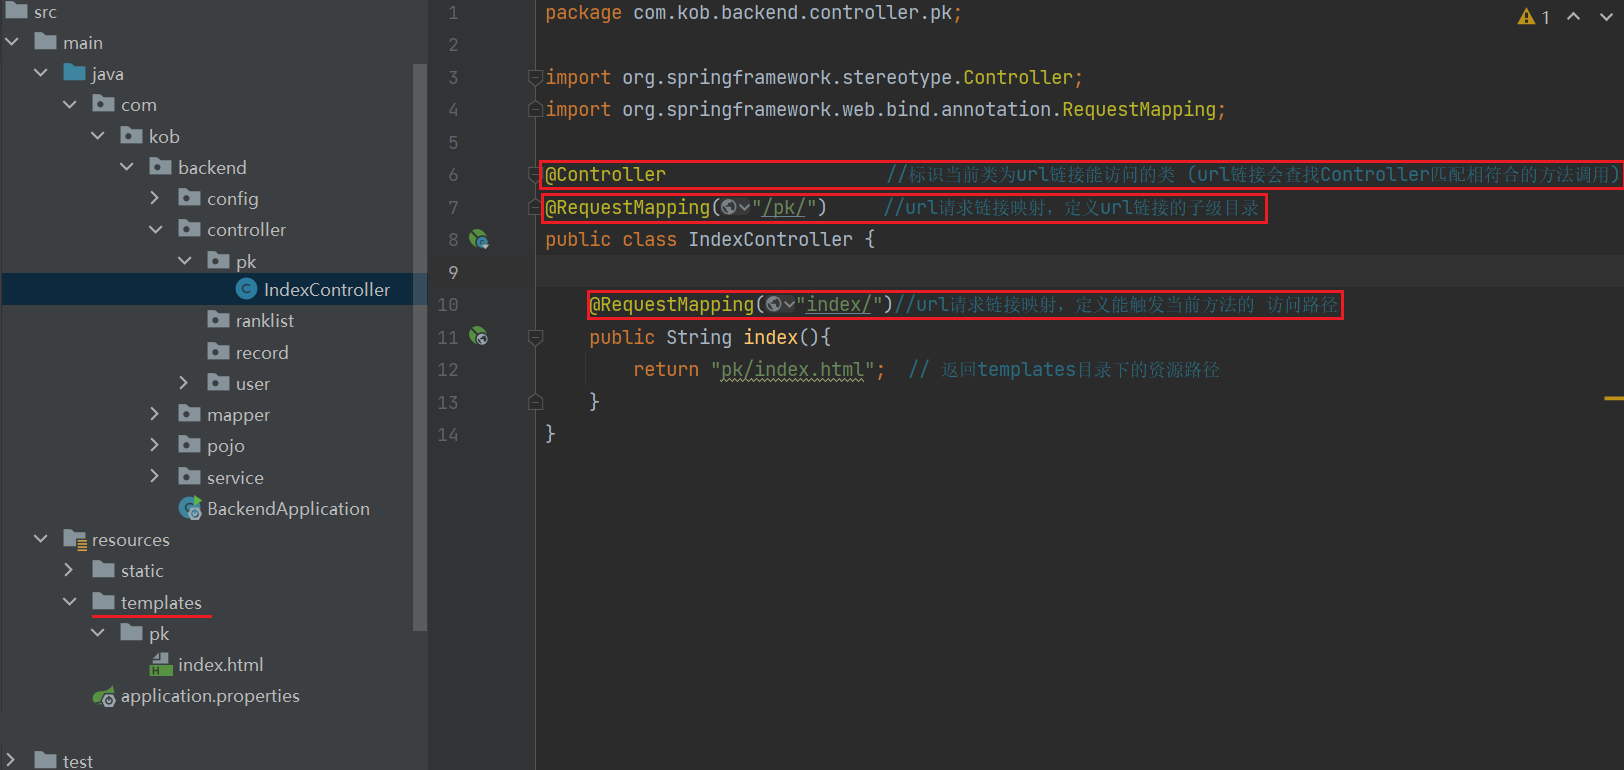 src
main
java
com
kob
backend
config
controller
pk
IndexController
ranklist
record
user
mapper
pojo
service
BackendApplication
resources
static
templates
pk
index.html
application.properties
test
1 package com.kob.backend.controller.pk;
2
3 import org.springframework.stereotype.Controller;
4 import org.springframework.web.bind.annotation.RequestMapping;
5
6 @Controller //标识当前类为url链接能访问的类 (url链接会查找Controller匹配相符合的方法调用)
7 @RequestMapping("/pk/") //url请求链接映射，定义url链接的子级目录
8 public class IndexController {
9
10 @RequestMapping("index/")//url请求链接映射，定义能触发当前方法的 访问路径
11 public String index(){
12 return "pk/index.html"; // 返回templates目录下的资源路径
13 }
14 }
1